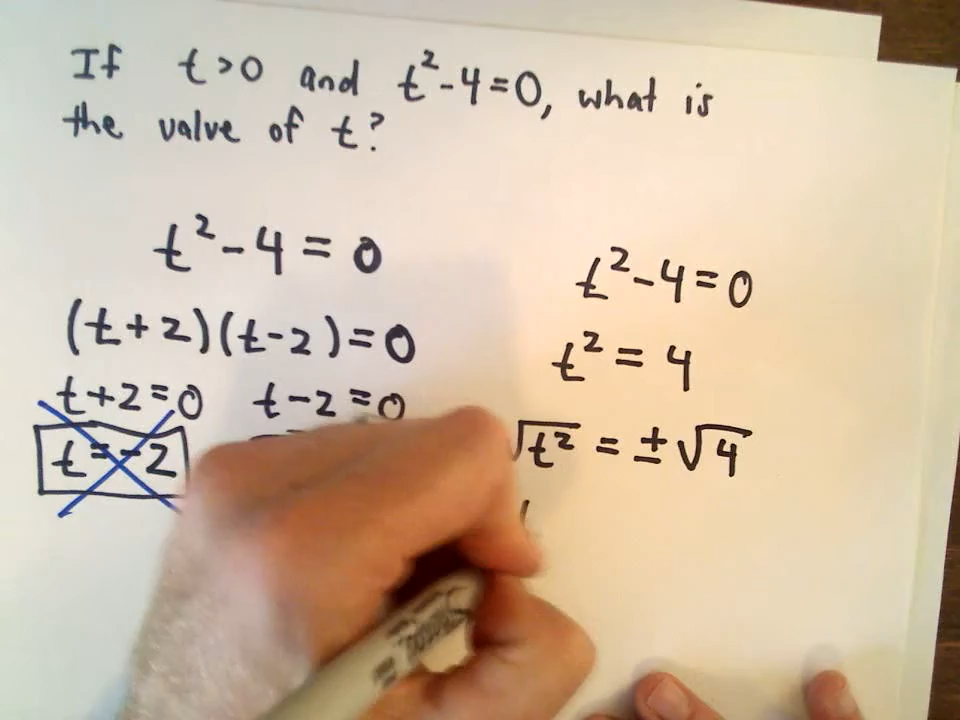 If t>0 and t²-4=0, what is
the value of t?
t²-4=0
(t+2)(t-2)=0
t+2=0 t-2=0
t=-2
t²-4=0
t²=4
√t²=±√4